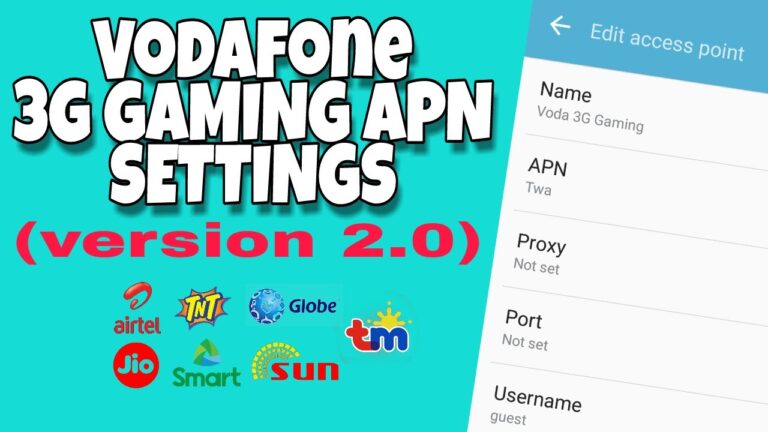 Vodafone
3G GAMING APN
SETTINGS
(version 2.0)
airtel
TNT
Globe
tm
Jio
Smart
sun
Edit access point
Name
Voda 3G Gaming
APN
Twa
Proxy
Not set
Port
Not set
Username
guest